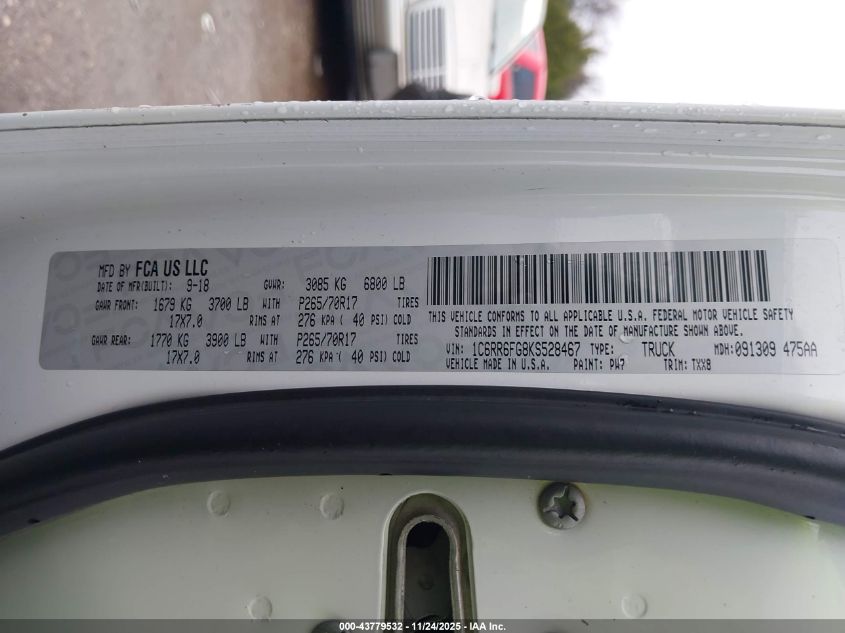 MFD BY FCA US LLC
DATE OF MFR(BUILT): 9-18 GVWR: 3085 KG 6800 LB
GAWR FRONT: 1679 KG 3700 LB WITH P265/70R17 TIRES
17X7.0 RIMS AT 276 KPA ( 40 PSI) COLD
GAWR REAR: 1770 KG 3900 LB WITH P265/70R17 TIRES
17X7.0 RIMS AT 276 KPA ( 40 PSI) COLD
THIS VEHICLE CONFORMS TO ALL APPLICABLE U.S.A. FEDERAL MOTOR VEHICLE SAFETY
STANDARDS IN EFFECT ON THE DATE OF MANUFACTURE SHOWN ABOVE.
VIN: 1C6RR6FG8KS528467 TYPE: TRUCK MDH: 091309 475AA
VEHICLE MADE IN U.S.A. PAINT: PW7 TRIM: TXX8
000-43779532 - 11/24/2025 - IAA Inc.